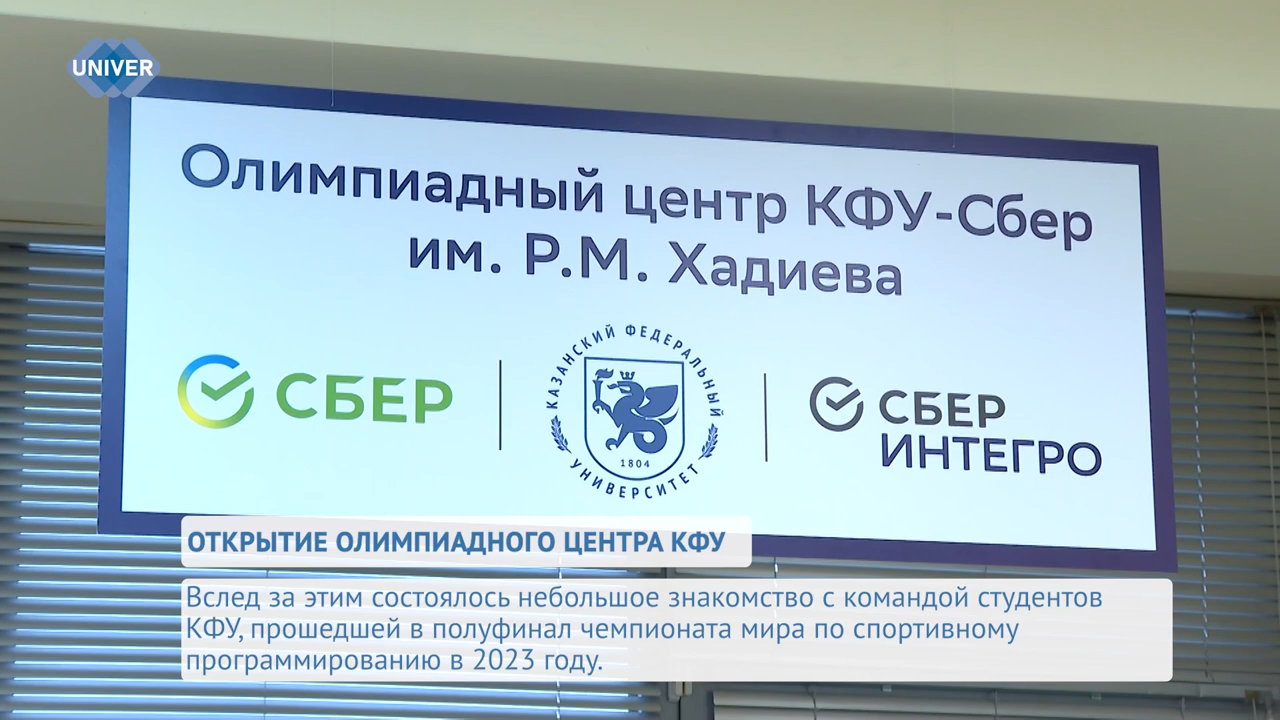 UNIVER
Олимпиадный центр КФУ-Сбер
им. Р.М. Хадиева
СБЕР
КАЗАНСКИЙ ФЕДЕРАЛЬНЫЙ
УНИВЕРСИТЕТ
1804
СБЕР
ИНТЕГРО
ОТКРЫТИЕ ОЛИМПИАДНОГО ЦЕНТРА КФУ
Вслед за этим состоялось небольшое знакомство с командой студентов
КФУ, прошедшей в полуфинал чемпионата мира по спортивному
программированию в 2023 году.